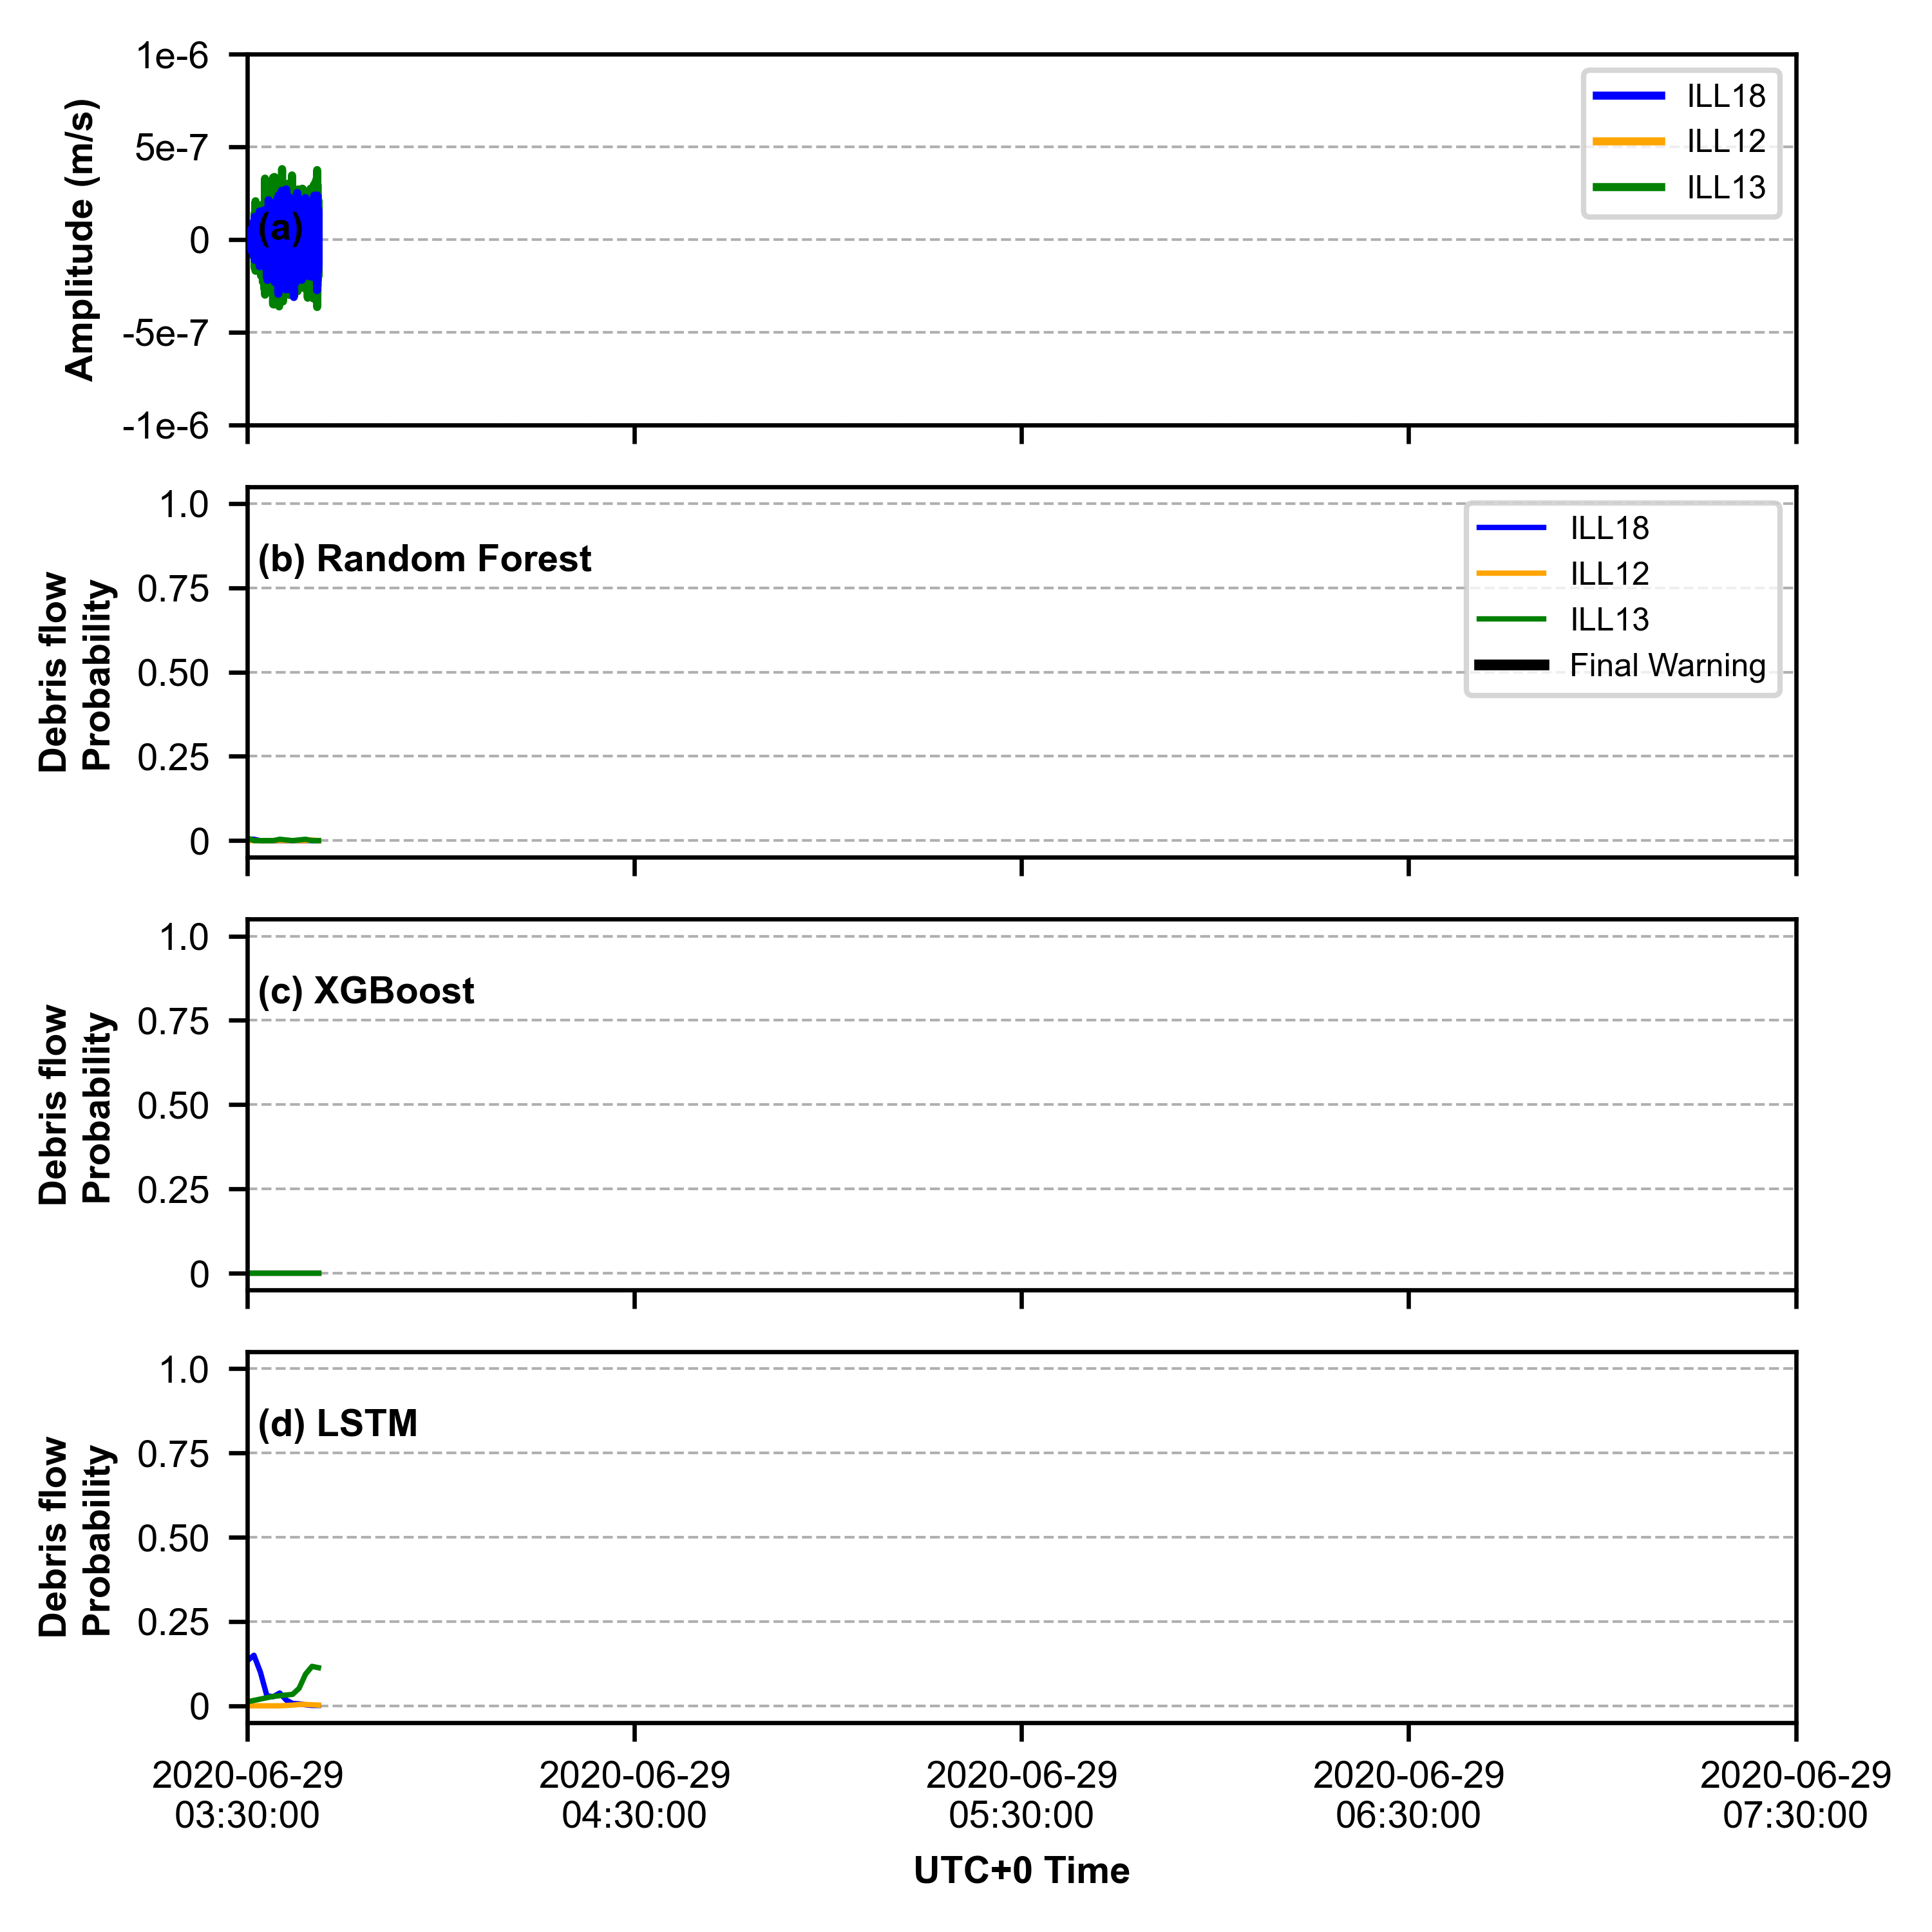 1e-6
5e-7
0
-5e-7
-1e-6
Amplitude (m/s)
(a)
ILL18
ILL12
ILL13
1.0
0.75
0.50
0.25
0
Debris flow
Probability
(b) Random Forest
ILL18
ILL12
ILL13
Final Warning
1.0
0.75
0.50
0.25
0
Debris flow
Probability
(c) XGBoost
1.0
0.75
0.50
0.25
0
Debris flow
Probability
(d) LSTM
2020-06-29
03:30:00
2020-06-29
04:30:00
2020-06-29
05:30:00
2020-06-29
06:30:00
2020-06-29
07:30:00
UTC+0 Time